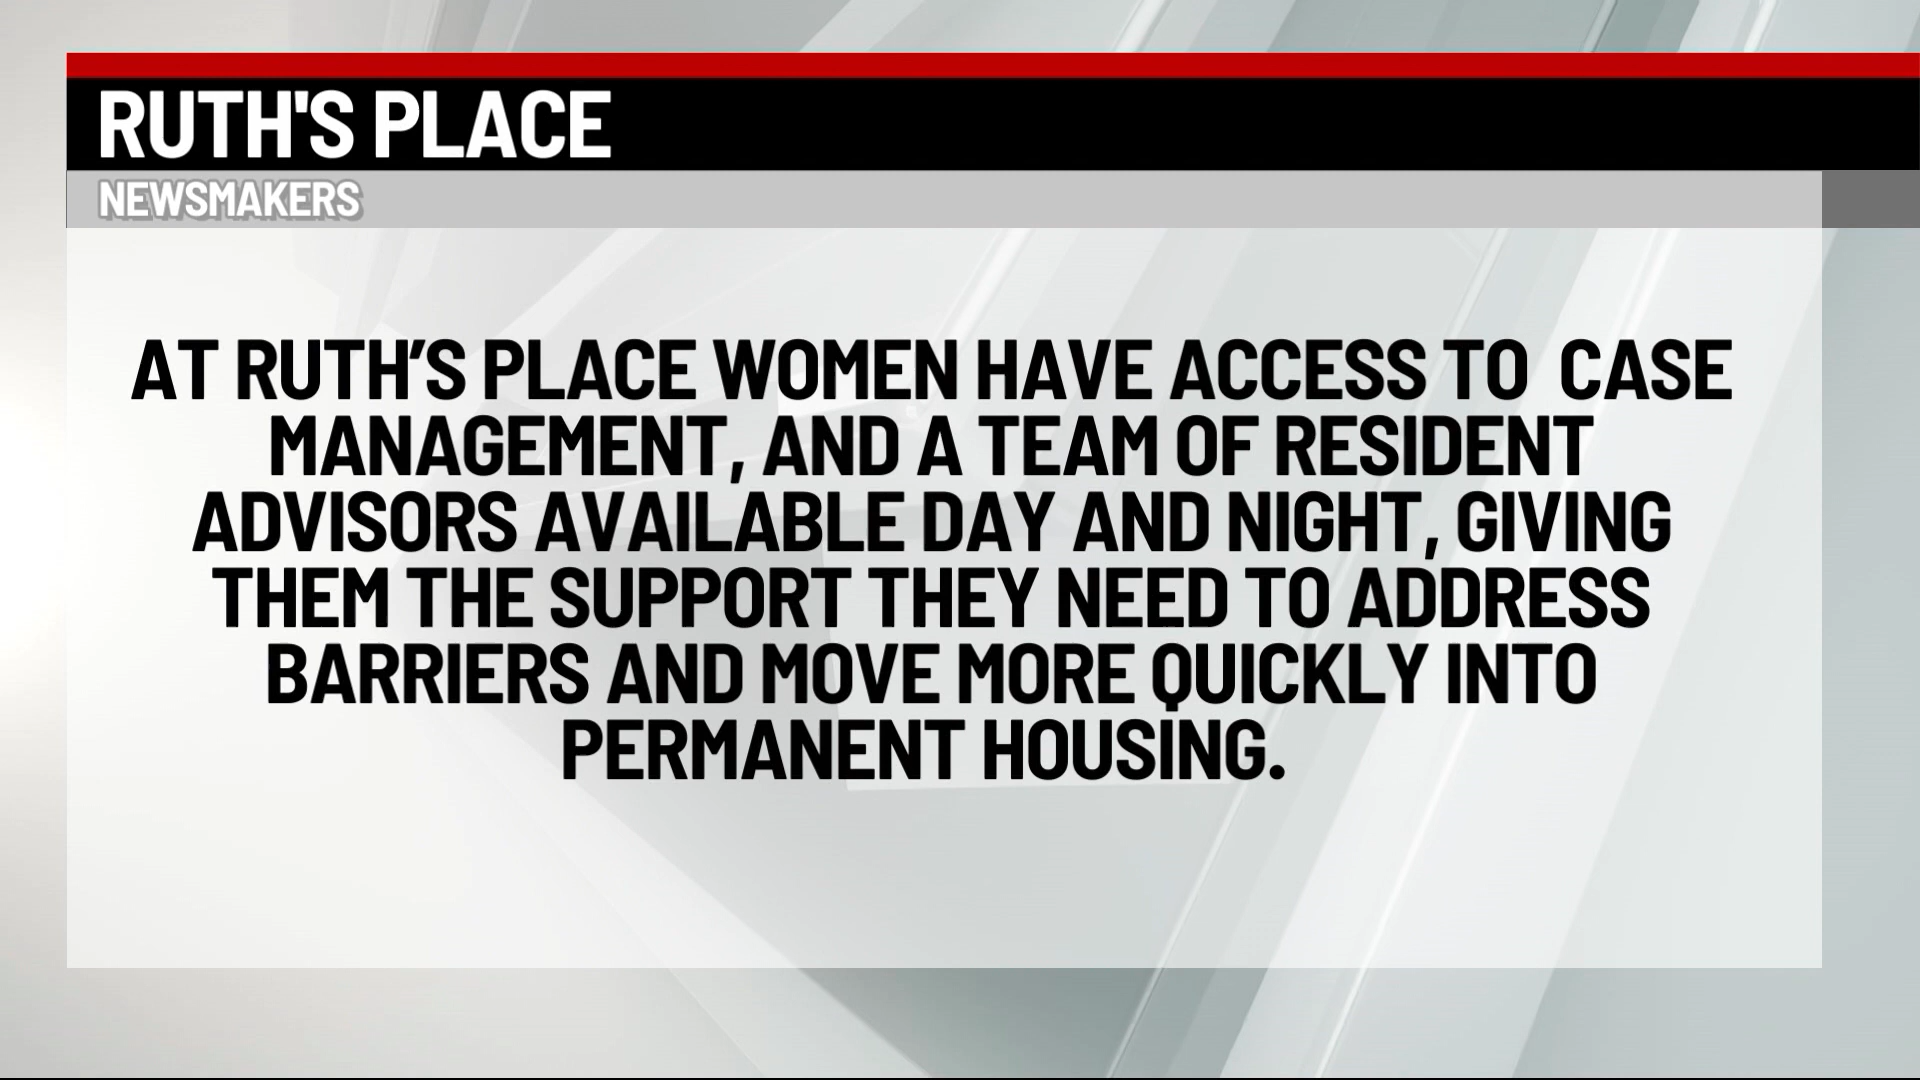 RUTH'S PLACE
NEWSMAKERS
AT RUTH’S PLACE WOMEN HAVE ACCESS TO  CASE
MANAGEMENT, AND A TEAM OF RESIDENT
ADVISORS AVAILABLE DAY AND NIGHT, GIVING
THEM THE SUPPORT THEY NEED TO ADDRESS
BARRIERS AND MOVE MORE QUICKLY INTO
PERMANENT HOUSING.